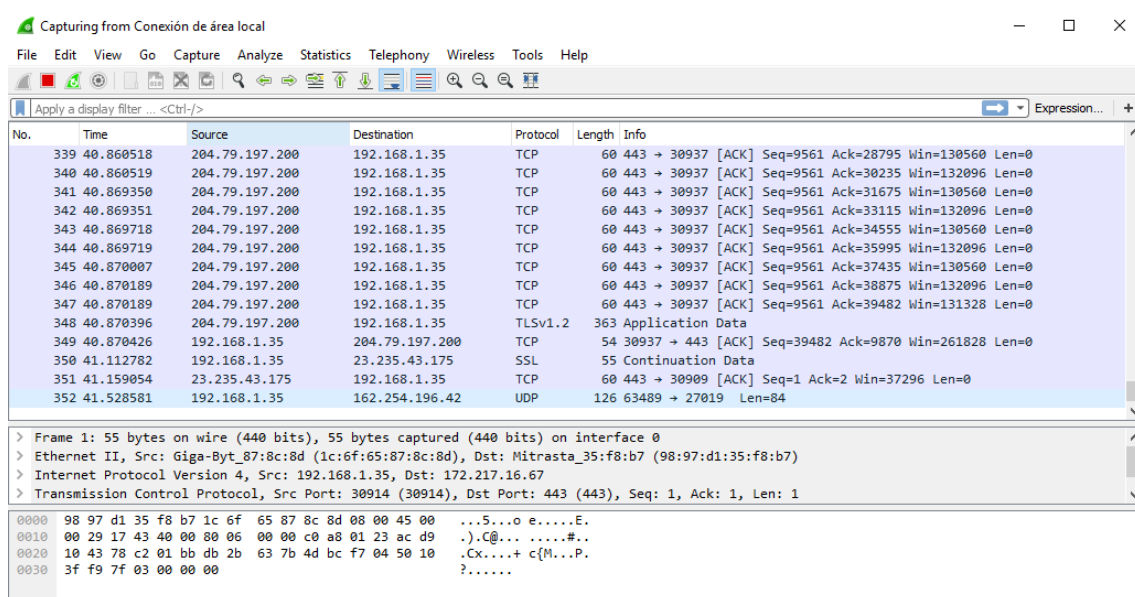 Capturing from Conexión de área local
File Edit View Go Capture Analyze Statistics Telephony Wireless Tools Help
Apply a display filter ... <Ctrl-/> Expression... +
No. Time Source Destination Protocol Length Info
339 40.860518 204.79.197.200 192.168.1.35 TCP 60 443 → 30937 [ACK] Seq=9561 Ack=28795 Win=130560 Len=0
340 40.860519 204.79.197.200 192.168.1.35 TCP 60 443 → 30937 [ACK] Seq=9561 Ack=30235 Win=132096 Len=0
341 40.869350 204.79.197.200 192.168.1.35 TCP 60 443 → 30937 [ACK] Seq=9561 Ack=31675 Win=130560 Len=0
342 40.869351 204.79.197.200 192.168.1.35 TCP 60 443 → 30937 [ACK] Seq=9561 Ack=33115 Win=132096 Len=0
343 40.869718 204.79.197.200 192.168.1.35 TCP 60 443 → 30937 [ACK] Seq=9561 Ack=34555 Win=130560 Len=0
344 40.869719 204.79.197.200 192.168.1.35 TCP 60 443 → 30937 [ACK] Seq=9561 Ack=35995 Win=132096 Len=0
345 40.870007 204.79.197.200 192.168.1.35 TCP 60 443 → 30937 [ACK] Seq=9561 Ack=37435 Win=130560 Len=0
346 40.870189 204.79.197.200 192.168.1.35 TCP 60 443 → 30937 [ACK] Seq=9561 Ack=38875 Win=132096 Len=0
347 40.870189 204.79.197.200 192.168.1.35 TCP 60 443 → 30937 [ACK] Seq=9561 Ack=39482 Win=131328 Len=0
348 40.870396 204.79.197.200 192.168.1.35 TLSv1.2 363 Application Data
349 40.870426 192.168.1.35 204.79.197.200 TCP 54 30937 → 443 [ACK] Seq=39482 Ack=9870 Win=261828 Len=0
350 41.112782 192.168.1.35 23.235.43.175 SSL 55 Continuation Data
351 41.159054 23.235.43.175 192.168.1.35 TCP 60 443 → 30909 [ACK] Seq=1 Ack=2 Win=37296 Len=0
352 41.528581 192.168.1.35 162.254.196.42 UDP 126 63489 → 27019 Len=84
> Frame 1: 55 bytes on wire (440 bits), 55 bytes captured (440 bits) on interface 0
> Ethernet II, Src: Giga-Byt_87:8c:8d (1c:6f:65:87:8c:8d), Dst: Mitrasta_35:f8:b7 (98:97:d1:35:f8:b7)
> Internet Protocol Version 4, Src: 192.168.1.35, Dst: 172.217.16.67
> Transmission Control Protocol, Src Port: 30914 (30914), Dst Port: 443 (443), Seq: 1, Ack: 1, Len: 1
0000 98 97 d1 35 f8 b7 1c 6f 65 87 8c 8d 08 00 45 00 ...5...o e.....E.
0010 00 29 17 43 40 00 80 06 00 00 c0 a8 01 23 ac d9 .).C@... .....#..
0020 10 43 78 c2 01 bb db 2b 63 7b 4d bc f7 04 50 10 .Cx....+ c{M...P.
0030 3f f9 7f 03 00 00 00 ?......